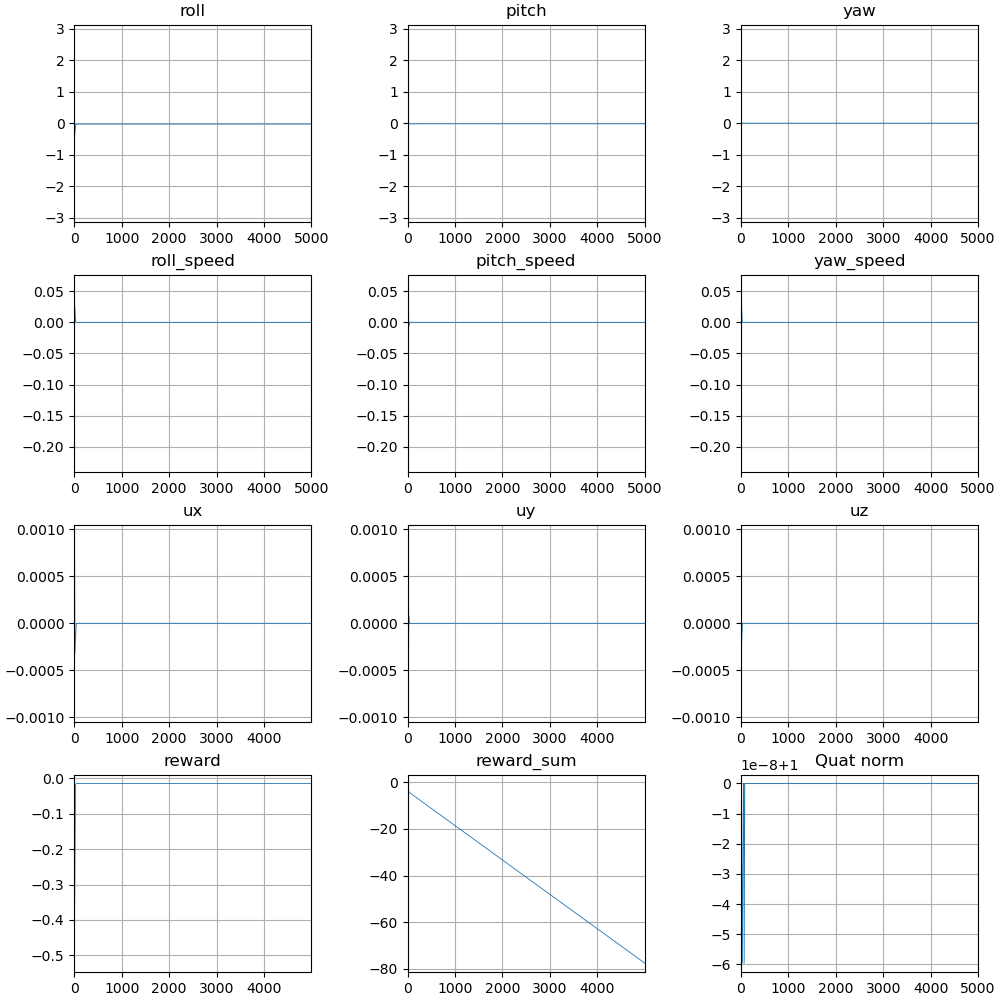 roll pitch yaw
3 3 3
2 2 2
1 1 1
0 0 0
−1 −1 −1
−2 −2 −2
−3 −3 −3
0 1000 2000 3000 4000 5000 0 1000 2000 3000 4000 5000 0 1000 2000 3000 4000 5000
roll_speed pitch_speed yaw_speed
0.05 0.05 0.05
0.00 0.00 0.00
−0.05 −0.05 −0.05
−0.10 −0.10 −0.10
−0.15 −0.15 −0.15
−0.20 −0.20 −0.20
0 1000 2000 3000 4000 5000 0 1000 2000 3000 4000 5000 0 1000 2000 3000 4000 5000
ux uy uz
0.0010 0.0010 0.0010
0.0005 0.0005 0.0005
0.0000 0.0000 0.0000
−0.0005 −0.0005 −0.0005
−0.0010 −0.0010 −0.0010
0 1000 2000 3000 4000 0 1000 2000 3000 4000 0 1000 2000 3000 4000
reward reward_sum 1e−8+1 Quat norm
0.0 0 0
−0.1 −20 −1
−0.2 −40 −2
−0.3 −60 −3
−0.4 −80 −4
−0.5 −5
−6
0 1000 2000 3000 4000 0 1000 2000 3000 4000 0 1000 2000 3000 4000